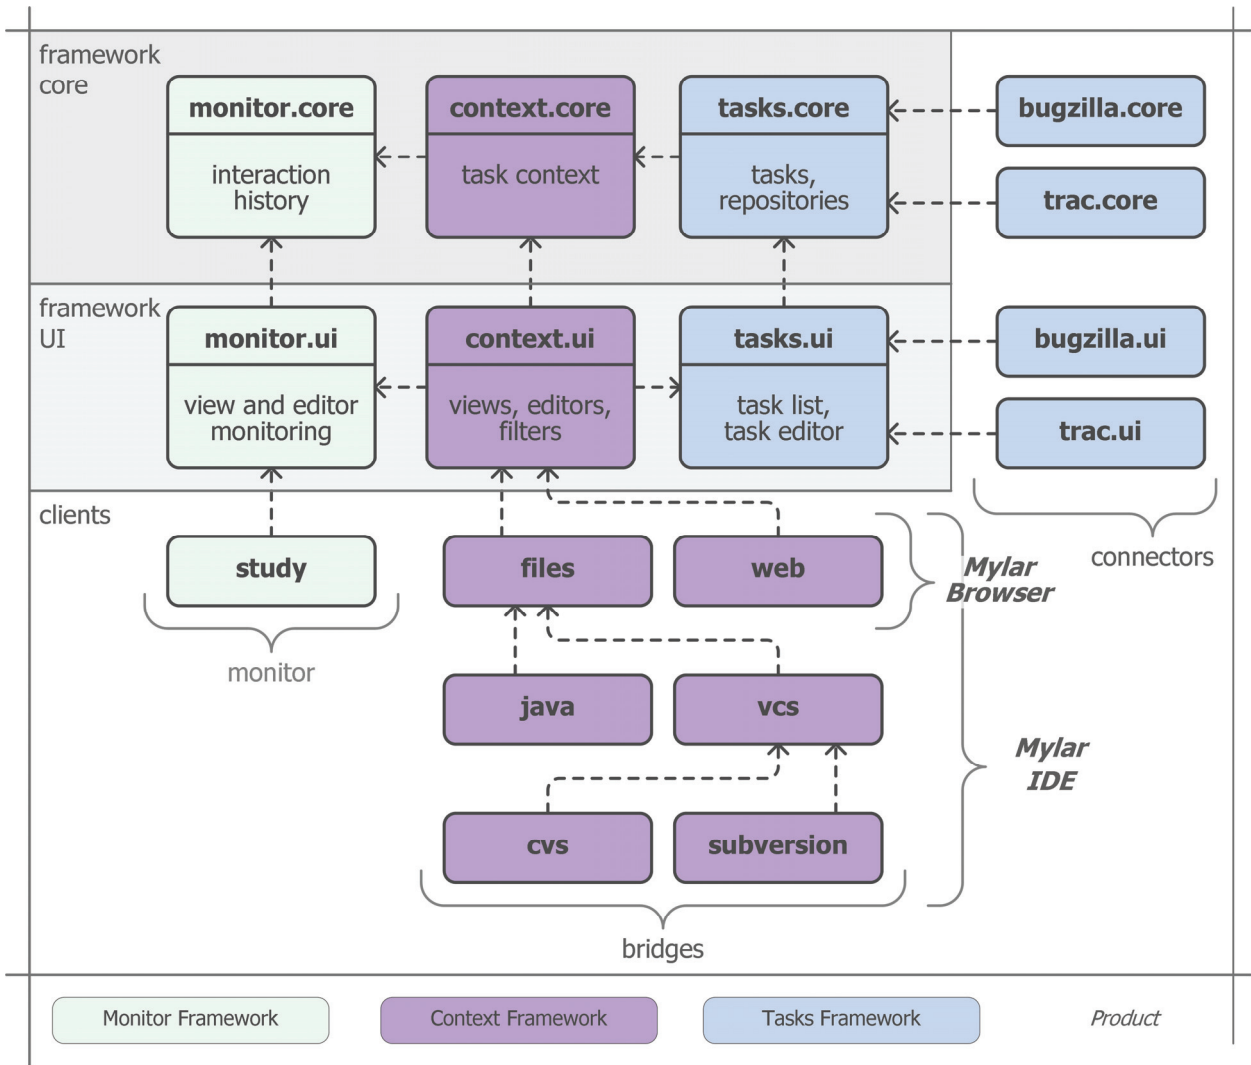 framework
core
monitor.core
interaction
history
context.core
task context
tasks.core
tasks,
repositories
bugzilla.core
trac.core
framework
UI
monitor.ui
view and editor
monitoring
context.ui
views, editors,
filters
tasks.ui
task list,
task editor
bugzilla.ui
trac.ui
connectors
clients
study
monitor
files
web
Mylar
Browser
java
vcs
Mylar
IDE
cvs
subversion
bridges
Monitor Framework
Context Framework
Tasks Framework
Product